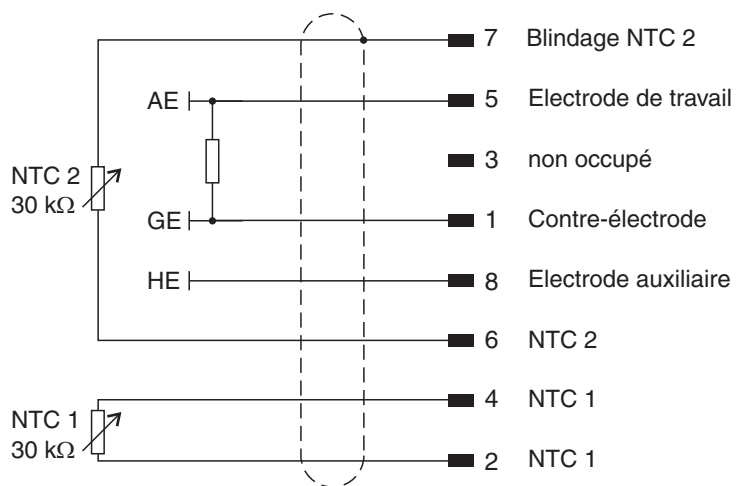 7 Blindage NTC 2
AE
5 Electrode de travail
3 non occupé
NTC 2
30 kΩ
GE
1 Contre-électrode
HE
8 Electrode auxiliaire
6 NTC 2
4 NTC 1
NTC 1
30 kΩ
2 NTC 1